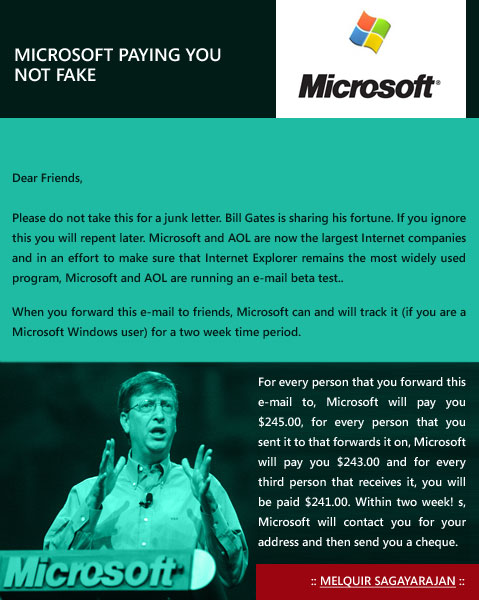 MICROSOFT PAYING YOU
NOT FAKE
Microsoft®
Dear Friends,
Please do not take this for a junk letter. Bill Gates is sharing his fortune. If you ignore
this you will repent later. Microsoft and AOL are now the largest Internet companies
and in an effort to make sure that Internet Explorer remains the most widely used
program, Microsoft and AOL are running an e-mail beta test..
When you forward this e-mail to friends, Microsoft can and will track it (if you are a
Microsoft Windows user) for a two week time period.
For every person that you forward this
e-mail to, Microsoft will pay you
$245.00, for every person that you
sent it to that forwards it on, Microsoft
will pay you $243.00 and for every
third person that receives it, you will
be paid $241.00. Within two week! s,
Microsoft will contact you for your
address and then send you a cheque.
Microsoft
:: MELQUIR SAGAYARAJAN ::